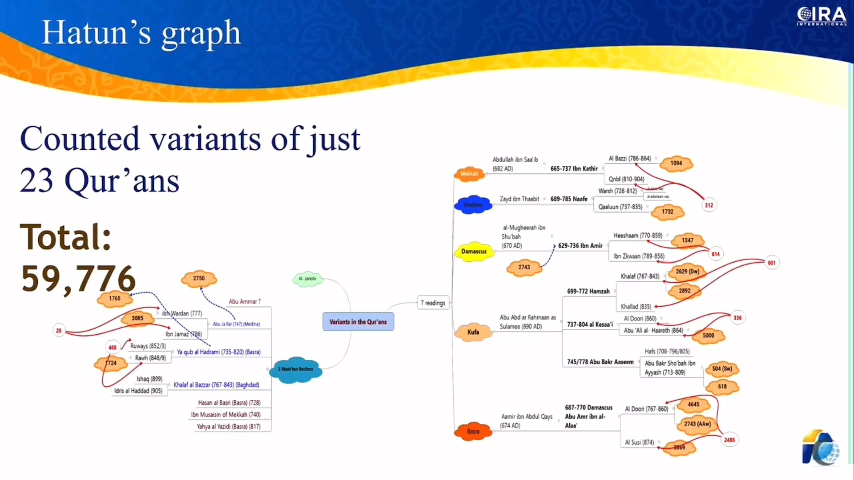 Hatun's graph
CIRA
INTERNATIONAL
Counted variants of just
23 Qur'ans
Total:
59,776
Variants in the Qur'ans
7 readings
Mekkah
Abdullah ibn Saa'ib
(682 AD)
665-737 Ibn Kathir
Al Bazzi (786-864)
1094
Qnbl (810-904)
312
Zayd ibn Thaabit
689-785 Naafe
Warsh (728-812)
Qaaluun (737-835)
1732
Damascus
al-Mugheerah ibn
Shu'bah
(670 AD)
2743
629-736 Ibn Amir
Heeshaam (770-859)
1347
Ibn Zkwaan (789-856)
614
Kufa
Abu Abd ar Rahmaan as
Sulamee (690 AD)
699-772 Hamzah
Khalaf (767-843)
2629 (Dw)
2892
601
Khallad (835)
737-804 al Kesaa'i
Al Doori (860)
336
Abu 'Ali al- Haareth (864)
5000
745/778 Abu Bakr Aaseem
Hafs (708-796/805)
Abu Bakr Sho'bah Ibn
Ayyash (713-809)
504 (Bw)
618
Basra
Aamir ibn Abdul Qays
(674 AD)
687-770 Damascus
Abu Amr ibn al-
Alaa'
Al Doori (767-860)
4645
2743 (AAw)
Al Susi (874)
2486
Al- Janishi
2750
1765
Abu Ammar ?
Ibn Wardan (777)
3085
28
Ibn Jamaz (786)
Abu Ja'far (747) (Medina)
468
Ruways (852/3)
Rawh (848/9)
1724
Ya qub al Hadrami (735-820) (Basra)
Ishaq (899)
Idris al Haddad (905)
Khalaf al Bazzar (767-843) (Baghdad)
Hasan al Basri (Basra) (728)
Ibn Musaisin of Mekkah (740)
Yahya al Yazidi (Basra) (817)